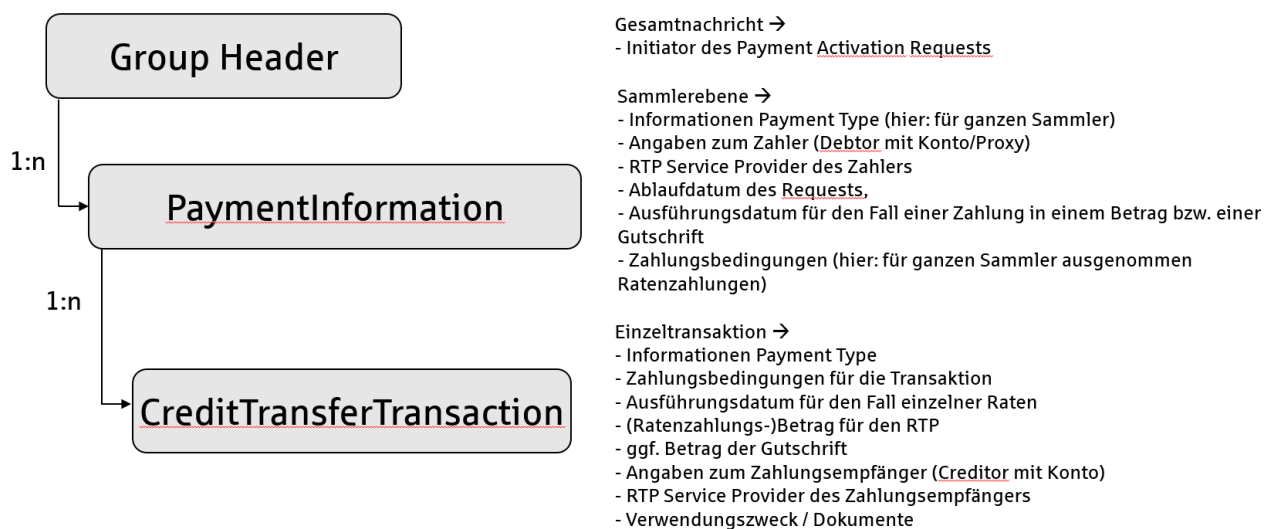 Group Header
1:n
PaymentInformation
1:n
CreditTransferTransaction
Gesamtnachricht →
- Initiator des Payment Activation Requests
Sammlerebene →
- Informationen Payment Type (hier: für ganzen Sammler)
- Angaben zum Zahler (Debtor mit Konto/Proxy)
- RTP Service Provider des Zahlers
- Ablaufdatum des Requests,
- Ausführungsdatum für den Fall einer Zahlung in einem Betrag bzw. einer
Gutschrift
- Zahlungsbedingungen (hier: für ganzen Sammler ausgenommen
Ratenzahlungen)
Einzeltransaktion →
- Informationen Payment Type
- Zahlungsbedingungen für die Transaktion
- Ausführungsdatum für den Fall einzelner Raten
- (Ratenzahlungs-)Betrag für den RTP
- ggf. Betrag der Gutschrift
- Angaben zum Zahlungsempfänger (Creditor mit Konto)
- RTP Service Provider des Zahlungsempfängers
- Verwendungszweck / Dokumente